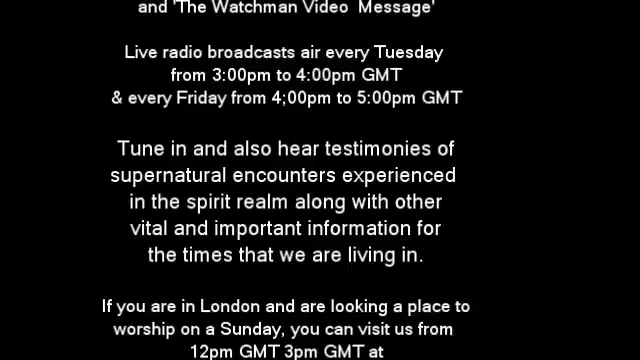 and 'The Watchman Video Message'
Live radio broadcasts air every Tuesday
from 3:00pm to 4:00pm GMT
& every Friday from 4;00pm to 5:00pm GMT
Tune in and also hear testimonies of
supernatural encounters experienced
in the spirit realm along with other
vital and important information for
the times that we are living in.
If you are in London and are looking a place to
worship on a Sunday, you can visit us from
12pm GMT 3pm GMT at